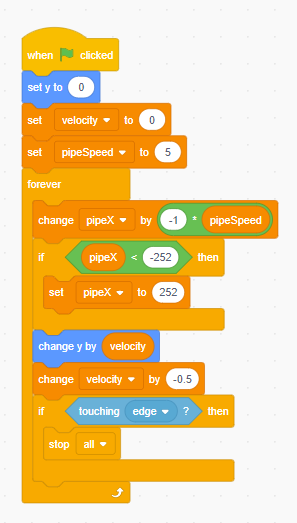 when clicked
set y to 0
set velocity to 0
set pipeSpeed to 5
forever
change pipeX by -1 * pipeSpeed
if pipeX < -252 then
set pipeX to 252
change y by velocity
change velocity by -0.5
if touching edge ? then
stop all